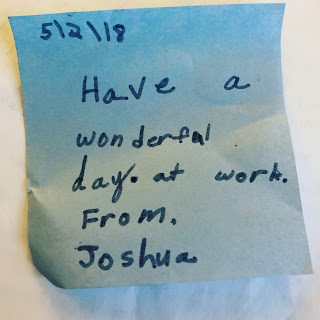 5\2\18
Have a
wonderful
day. at work.
From.
Joshua